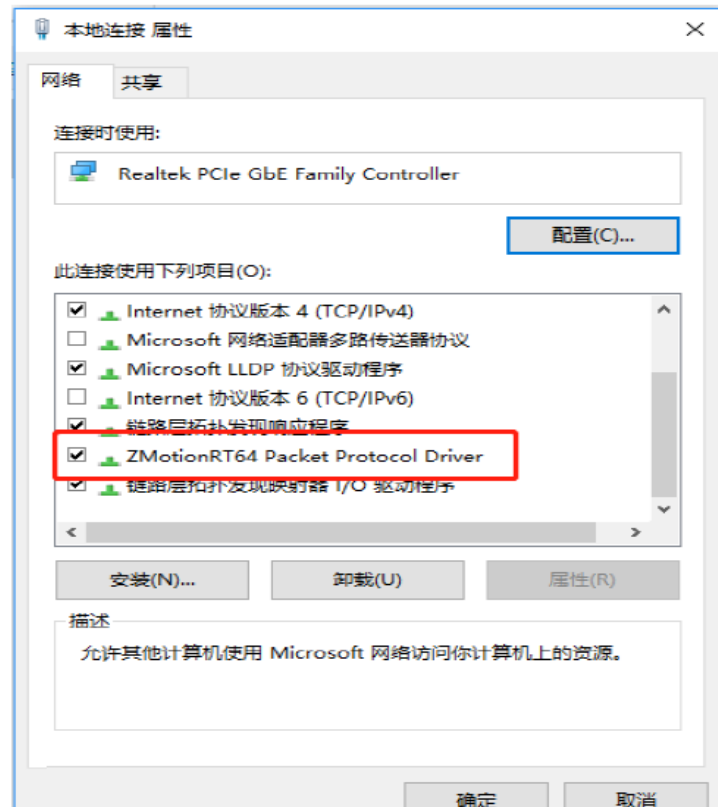 本地连接 属性
网络
共享
连接时使用:
Realtek PCIe GbE Family Controller
配置(C)...
此连接使用下列项目(O):
Internet 协议版本 4 (TCP/IPv4)
Microsoft 网络适配器多路传送器协议
Microsoft LLDP 协议驱动程序
Internet 协议版本 6 (TCP/IPv6)
链路层拓扑发现响应程序
ZMotionRT64 Packet Protocol Driver
链路层拓扑发现映射器 I/O 驱动程序
安装(N)...
卸载(U)
属性(R)
描述
允许其他计算机使用 Microsoft 网络访问你计算机上的资源。
确定
取消